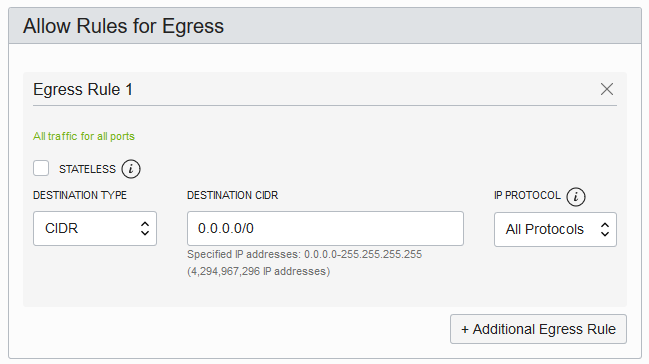 Allow Rules for Egress
Egress Rule 1
All traffic for all ports
STATELESS i
DESTINATION TYPE DESTINATION CIDR IP PROTOCOL i
CIDR 0.0.0.0/0 All Protocols
Specified IP addresses: 0.0.0.0-255.255.255.255
(4,294,967,296 IP addresses)
+ Additional Egress Rule